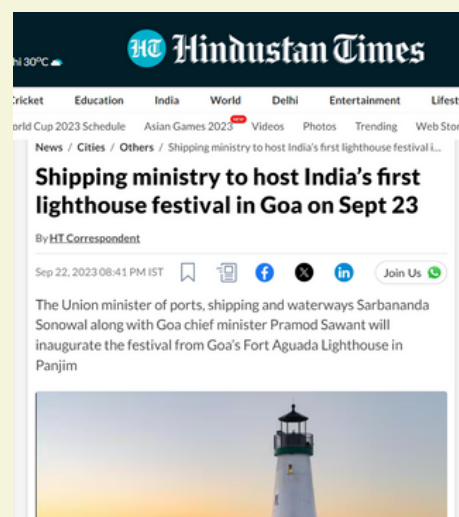 HT Hindustan Times
hi 30°C
ricket Education India World Delhi Entertainment Lifest
orld Cup 2023 Schedule Asian Games 2023 NEW Videos Photos Trending Web Stor
News / Cities / Others / Shipping ministry to host India's first lighthouse festival i...
Shipping ministry to host India's first
lighthouse festival in Goa on Sept 23
By HT Correspondent
Sep 22, 2023 08:41 PM IST Join Us
The Union minister of ports, shipping and waterways Sarbananda
Sonowal along with Goa chief minister Pramod Sawant will
inaugurate the festival from Goa's Fort Aguada Lighthouse in
Panjim